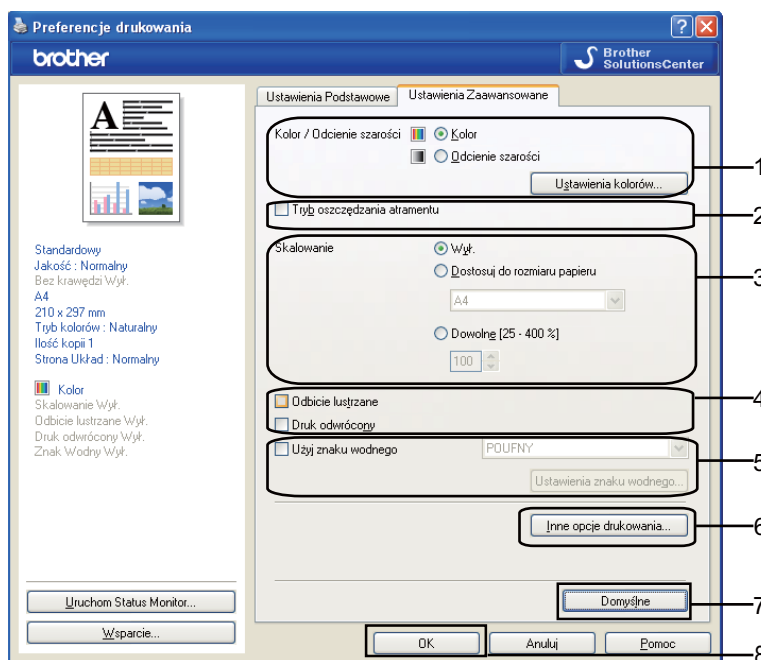 Preferencje drukowania
brother
Brother
SolutionsCenter
Ustawienia Podstawowe
Ustawienia Zaawansowane
Kolor / Odcienie szarości
Kolor
Odcienie szarości
Ustawienia kolorów...
1
Tryb oszczędzania atramentu
2
Skalowanie
Wył.
Dostosuj do rozmiaru papieru
A4
Dowolne [25 - 400 %]
100
3
Odbicie lustrzane
Druk odwrócony
4
Użyj znaku wodnego
POUFNY
Ustawienia znaku wodnego...
5
Inne opcje drukowania...
6
Domyślne
7
OK
Anuluj
Pomoc
8
A
Standardowy
Jakość : Normalny
Bez krawędzi Wył.
A4
210 x 297 mm
Tryb kolorów : Naturalny
Ilość kopii 1
Strona Układ : Normalny
Kolor
Skalowanie Wył.
Odbicie lustrzane Wył.
Druk odwrócony Wył.
Znak Wodny Wył.
Uruchom Status Monitor...
Wsparcie...